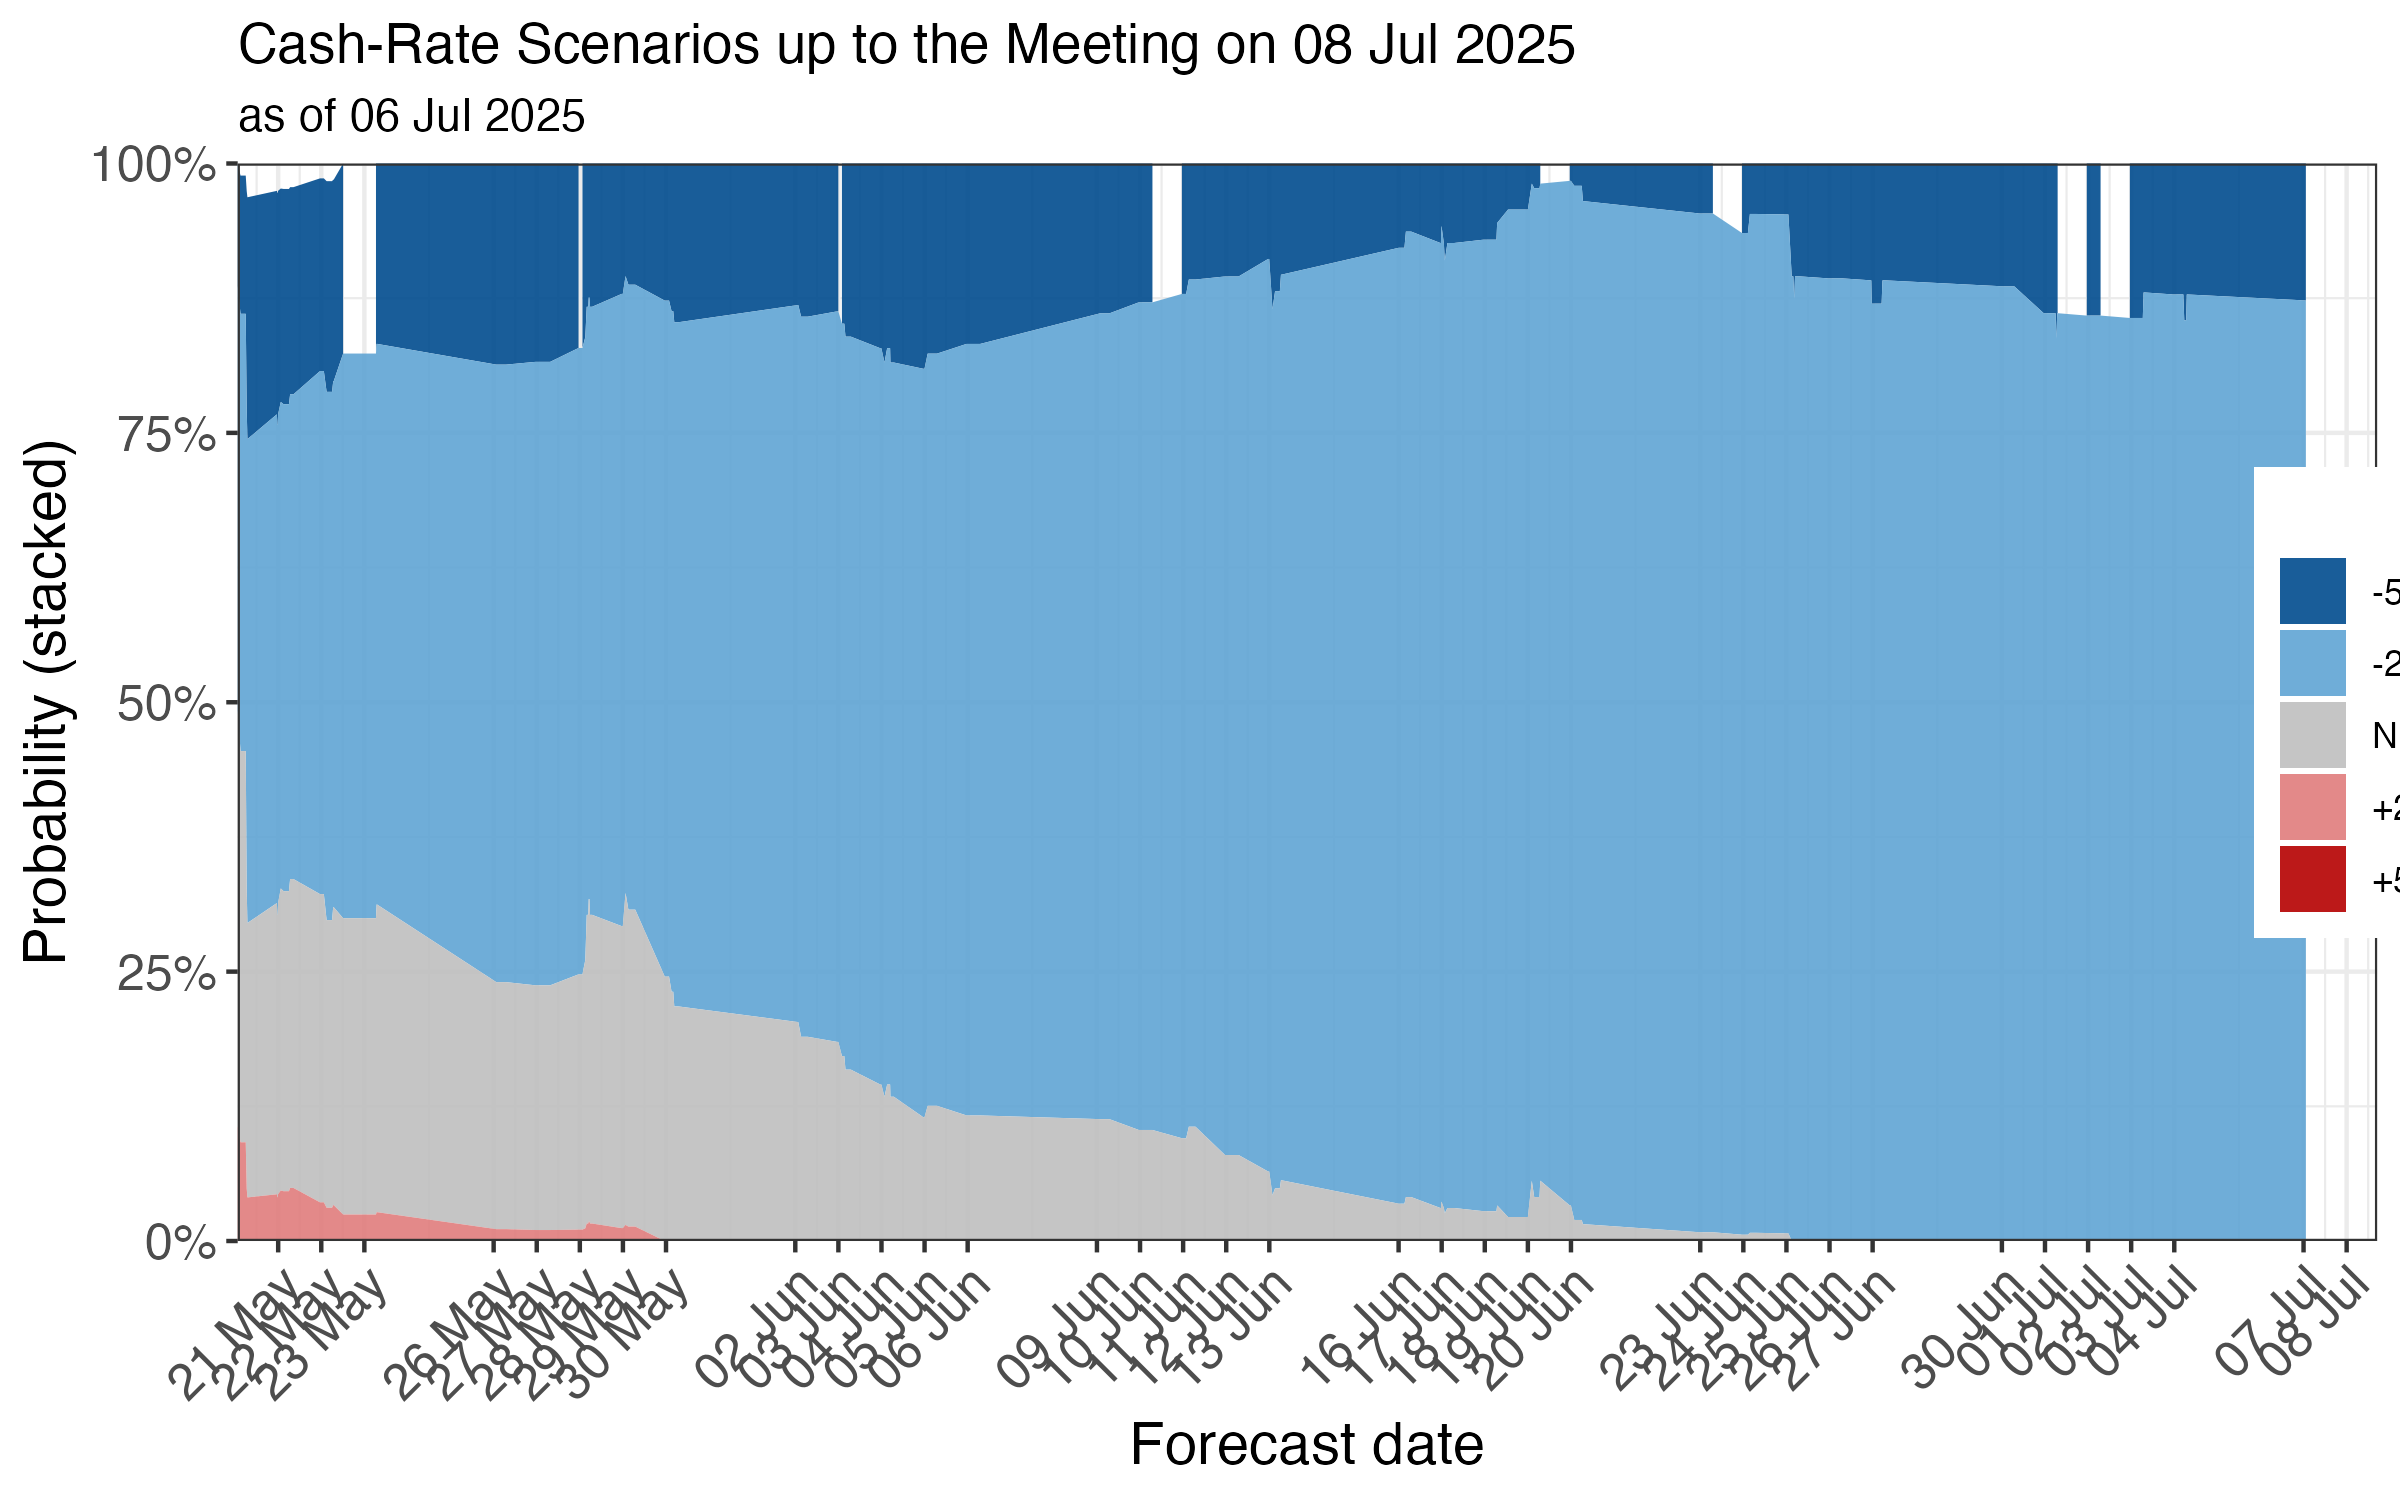 Cash-Rate Scenarios up to the Meeting on 08 Jul 2025
as of 06 Jul 2025
Probability (stacked)
100%
75%
50%
25%
0%
-5
-2
N
+2
+5
21 May
22 May
23 May
26 May
27 May
28 May
29 May
30 May
02 Jun
03 Jun
04 Jun
05 Jun
06 Jun
09 Jun
10 Jun
11 Jun
12 Jun
13 Jun
16 Jun
17 Jun
18 Jun
19 Jun
20 Jun
23 Jun
24 Jun
25 Jun
26 Jun
27 Jun
30 Jun
01 Jul
02 Jul
03 Jul
04 Jul
07 Jul
08 Jul
Forecast date